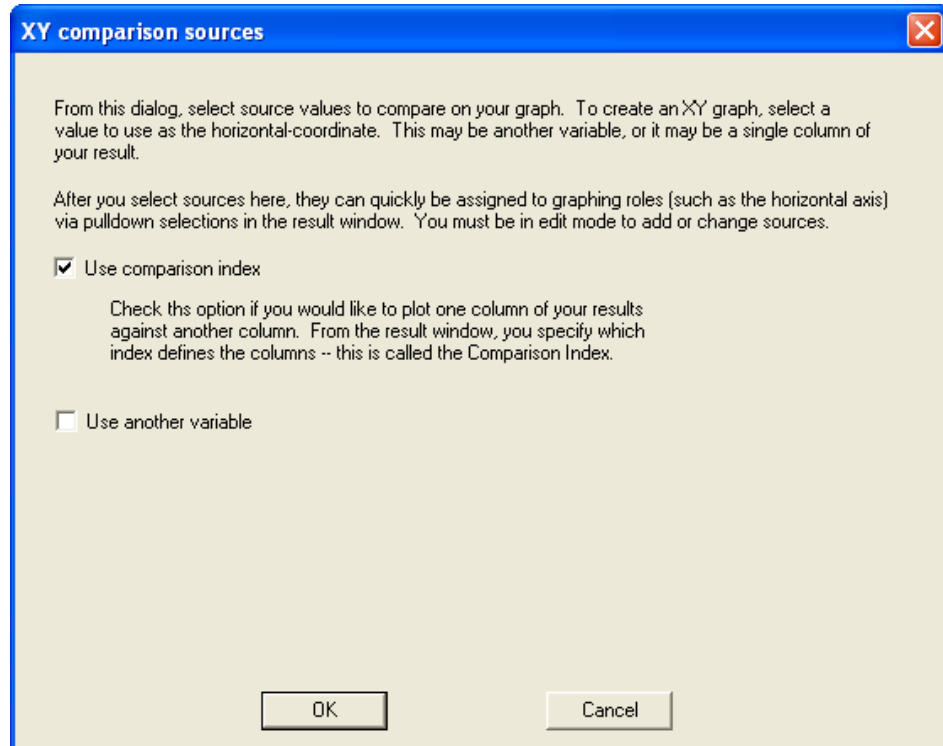 XY comparison sources
From this dialog, select source values to compare on your graph.  To create an XY graph, select a
value to use as the horizontal-coordinate.  This may be another variable, or it may be a single column of
your result.
After you select sources here, they can quickly be assigned to graphing roles (such as the horizontal axis)
via pulldown selections in the result window.  You must be in edit mode to add or change sources.
Use comparison index
Check ths option if you would like to plot one column of your results
against another column.  From the result window, you specify which
index defines the columns -- this is called the Comparison Index.
Use another variable
OK
Cancel